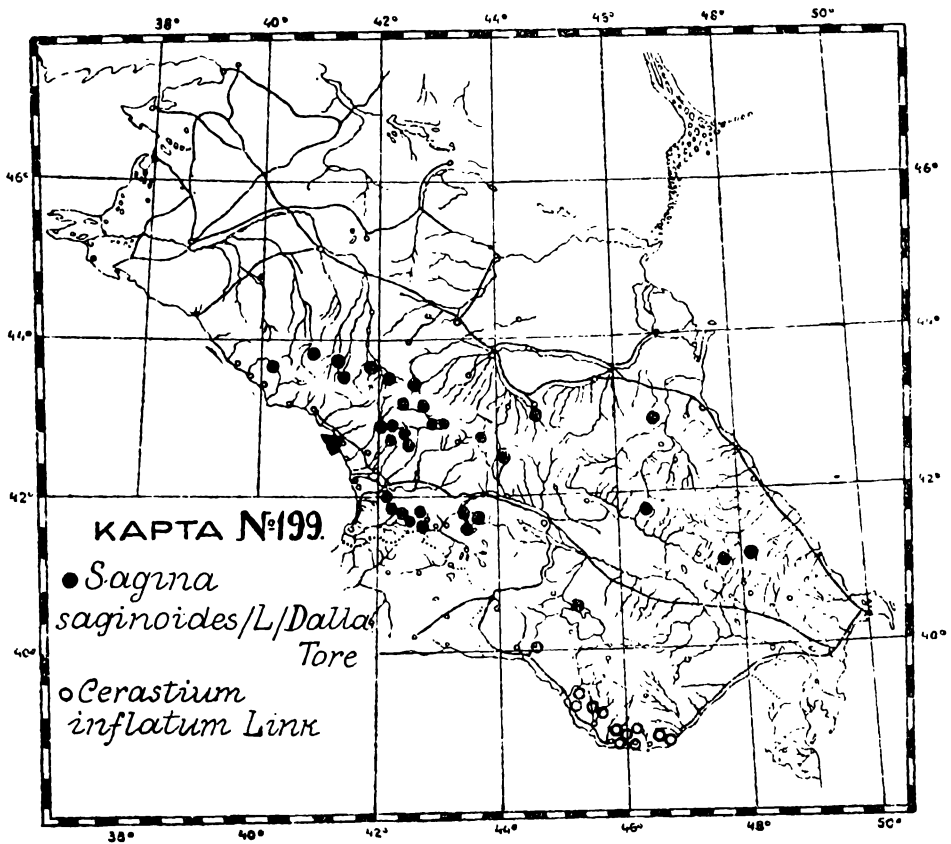 38° 40° 42° 44° 46° 48° 50°
46° 46°
44° 44°
42° 42°
КАРТА №199.
● Sagina
saginoides/L/Dalla
Tore
40° 40°
○ Cerastium
inflatum Link
38° 40° 42° 44° 46° 48° 50°